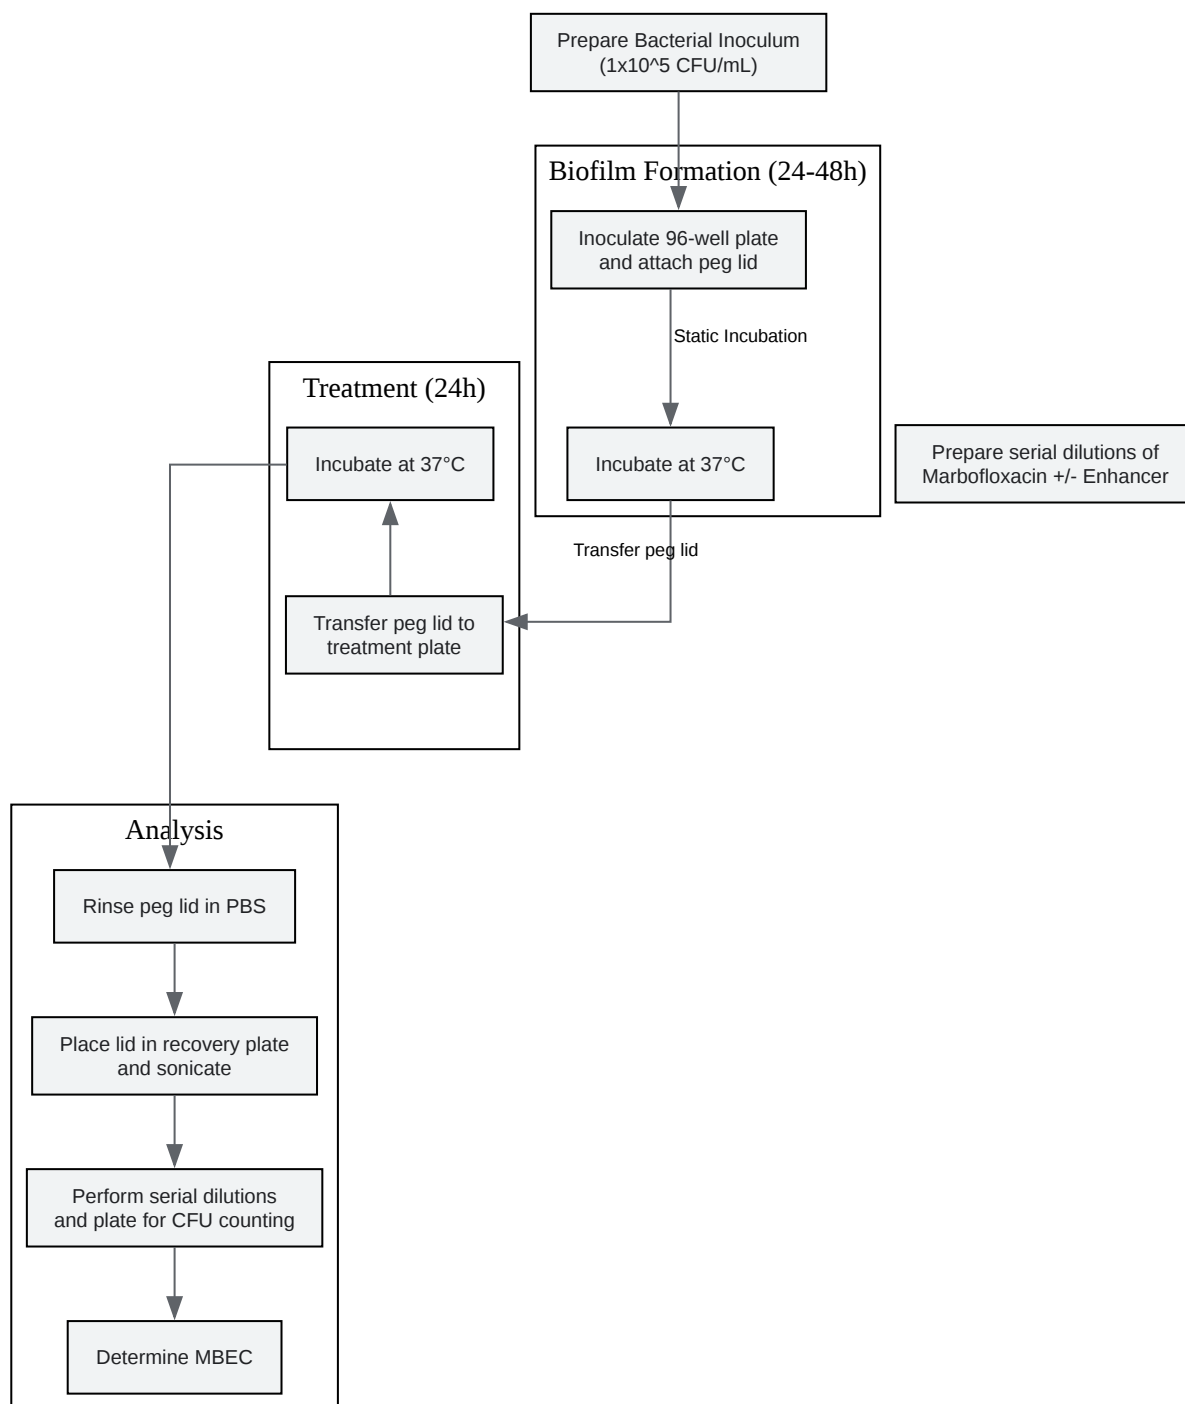 Prepare Bacterial Inoculum
(1x10^5 CFU/mL)
Biofilm Formation (24-48h)
Inoculate 96-well plate
and attach peg lid
Static Incubation
Incubate at 37°C
Transfer peg lid
Prepare serial dilutions of
Marbofloxacin +/- Enhancer
Treatment (24h)
Transfer peg lid to
treatment plate
Incubate at 37°C
Analysis
Rinse peg lid in PBS
Place lid in recovery plate
and sonicate
Perform serial dilutions
and plate for CFU counting
Determine MBEC